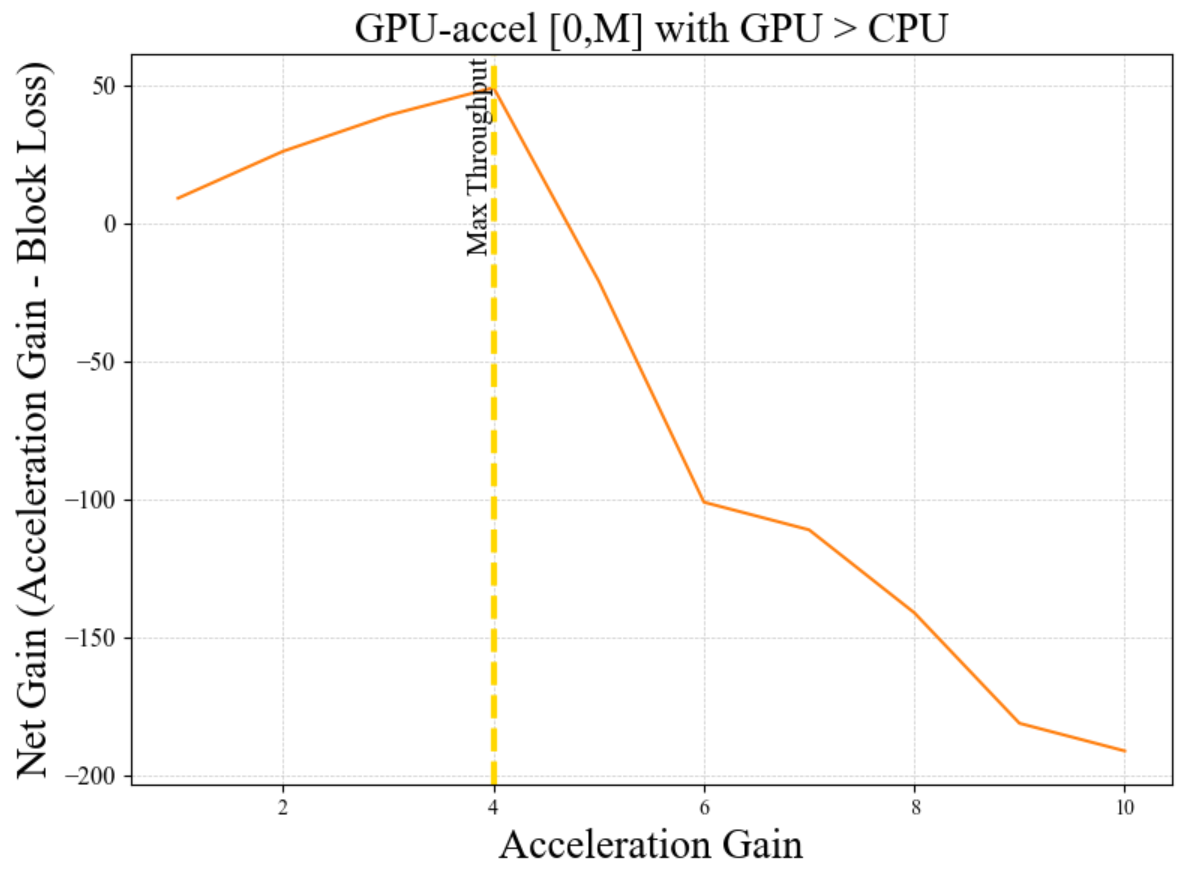 GPU-accel [0,M] with GPU > CPU
Net Gain (Acceleration Gain - Block Loss)
50
0
−50
−100
−150
−200
Max Throughput
2
4
6
8
10
Acceleration Gain